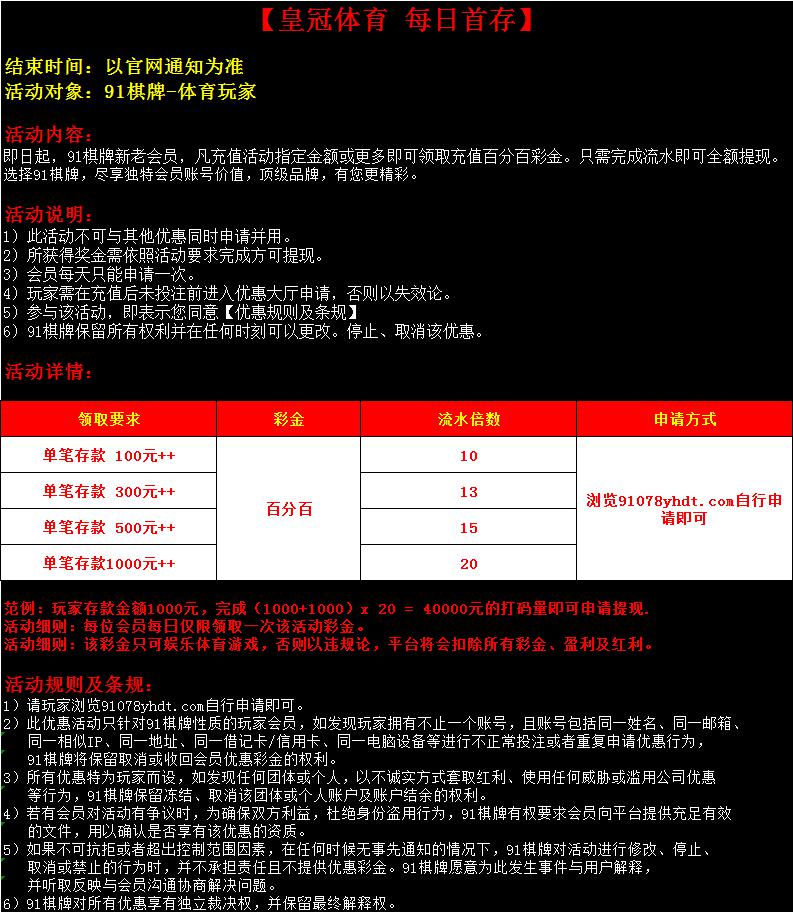 【皇冠体育 每日首存】
结束时间：以官网通知为准
活动对象：91棋牌-体育玩家
活动内容：
即日起，91棋牌新老会员，凡充值活动指定金额或更多即可领取充值百分百彩金。只需完成流水即可全额提现。
选择91棋牌，尽享独特会员账号价值，顶级品牌，有您更精彩。
活动说明：
1）此活动不可与其他优惠同时申请并用。
2）所获得奖金需依照活动要求完成方可提现。
3）会员每天只能申请一次。
4）玩家需在充值后未投注前进入优惠大厅申请，否则以失效论。
5）参与该活动，即表示您同意【优惠规则及条规】
6）91棋牌保留所有权利并在任何时刻可以更改。停止、取消该优惠。
活动详情：
领取要求 彩金 流水倍数 申请方式
单笔存款 100元++ 10
单笔存款 300元++ 13
百分百
浏览91078yhdt.com自行申
请即可
单笔存款 500元++ 15
单笔存款1000元++ 20
范例：玩家存款金额1000元，完成（1000+1000）x 20 = 40000元的打码量即可申请提现.
活动细则：每位会员每日仅限领取一次该活动彩金。
活动细则：该彩金只可娱乐体育游戏，否则以违规论，平台将会扣除所有彩金、盈利及红利。
活动规则及条规：
1）请玩家浏览91078yhdt.com自行申请即可。
2）此优惠活动只针对91棋牌性质的玩家会员，如发现玩家拥有不止一个账号，且账号包括同一姓名、同一邮箱、
同一相似IP、同一地址、同一借记卡/信用卡、同一电脑设备等进行不正常投注或者重复申请优惠行为，
91棋牌将保留取消或收回会员优惠彩金的权利。
3）所有优惠特为玩家而设，如发现任何团体或个人，以不诚实方式套取红利、使用任何威胁或滥用公司优惠
等行为，91棋牌保留冻结、取消该团体或个人账户及账户结余的权利。
4）若有会员对活动有争议时，为确保双方利益，杜绝身份盗用行为，91棋牌有权要求会员向平台提供充足有效
的文件，用以确认是否享有该优惠的资质。
5）如果不可抗拒或者超出控制范围因素，在任何时候无事先通知的情况下，91棋牌对活动进行修改、停止、
取消或禁止的行为时，并不承担责任且不提供优惠彩金。91棋牌愿意为此发生事件与用户解释，
并听取反映与会员沟通协商解决问题。
6）91棋牌对所有优惠享有独立裁决权，并保留最终解释权。